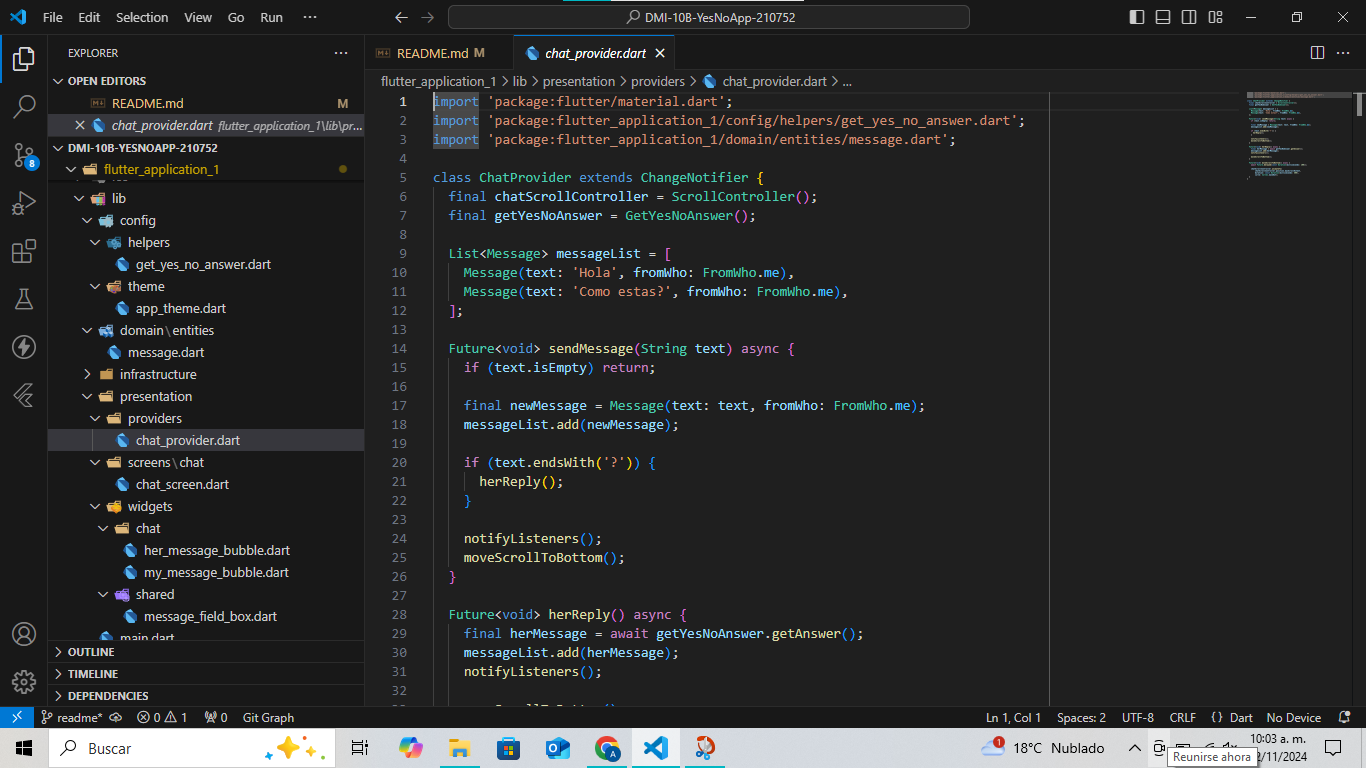 File Edit Selection View Go Run ··· DMI-10B-YesNoApp-210752
EXPLORER ···
OPEN EDITORS
README.md M
chat_provider.dart flutter_application_1\lib\pr...
DMI-10B-YESNOAPP-210752
flutter_application_1
lib
config
helpers
get_yes_no_answer.dart
theme
app_theme.dart
domain\entities
message.dart
infrastructure
presentation
providers
chat_provider.dart
screens\chat
chat_screen.dart
widgets
chat
her_message_bubble.dart
my_message_bubble.dart
shared
message_field_box.dart
main.dart
OUTLINE
TIMELINE
DEPENDENCIES
8
README.md M chat_provider.dart
flutter_application_1 > lib > presentation > providers > chat_provider.dart > ...
1 import 'package:flutter/material.dart';
2 import 'package:flutter_application_1/config/helpers/get_yes_no_answer.dart';
3 import 'package:flutter_application_1/domain/entities/message.dart';
4
5 class ChatProvider extends ChangeNotifier {
6 final chatScrollController = ScrollController();
7 final getYesNoAnswer = GetYesNoAnswer();
8
9 List<Message> messageList = [
10 Message(text: 'Hola', fromWho: FromWho.me),
11 Message(text: 'Como estas?', fromWho: FromWho.me),
12 ];
13
14 Future<void> sendMessage(String text) async {
15 if (text.isEmpty) return;
16
17 final newMessage = Message(text: text, fromWho: FromWho.me);
18 messageList.add(newMessage);
19
20 if (text.endsWith('?')) {
21 herReply();
22 }
23
24 notifyListeners();
25 moveScrollToBottom();
26 }
27
28 Future<void> herReply() async {
29 final herMessage = await getYesNoAnswer.getAnswer();
30 messageList.add(herMessage);
31 notifyListeners();
32
readme* 0 1 0 Git Graph Ln 1, Col 1 Spaces: 2 UTF-8 CRLF {} Dart No Device
Buscar 1 18°C Nublado 10:03 a. m.
/11/2024
Reunirse ahora